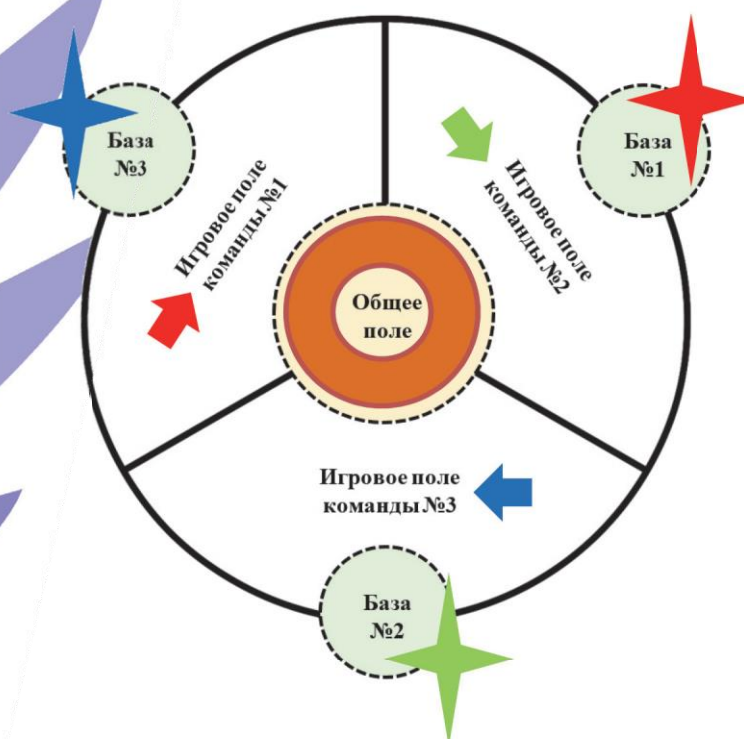 База
№3
База
№1
Игровое поле
команды №1
Игровое поле
команды №2
Общее
поле
Игровое поле
команды №3
База
№2